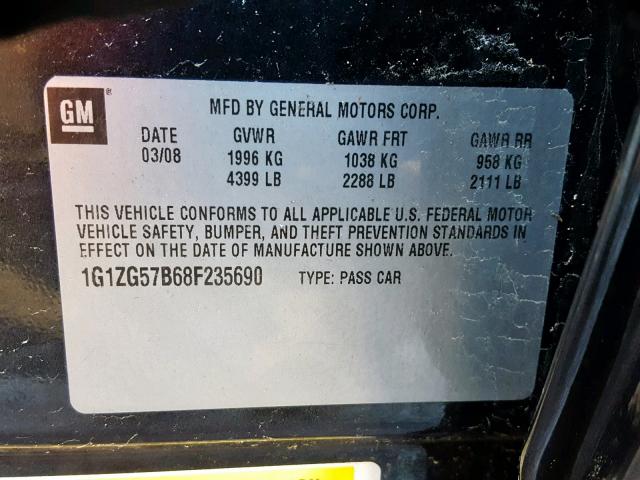 GM ®
MFD BY GENERAL MOTORS CORP.
DATE GVWR GAWR FRT GAWR RR
03/08 1996 KG 1038 KG 958 KG
4399 LB 2288 LB 2111 LB
THIS VEHICLE CONFORMS TO ALL APPLICABLE U.S. FEDERAL MOTOR
VEHICLE SAFETY, BUMPER, AND THEFT PREVENTION STANDARDS IN
EFFECT ON THE DATE OF MANUFACTURE SHOWN ABOVE.
1G1ZG57B68F235690 TYPE: PASS CAR